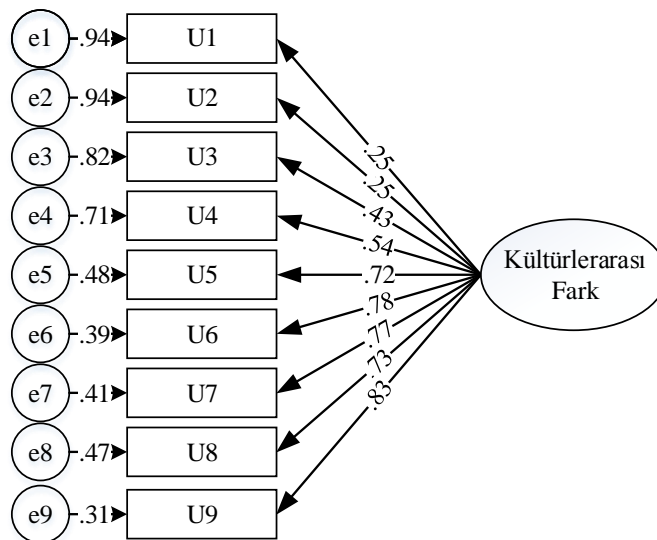 e1 .94 U1 .25
e2 .94 U2 .25
e3 .82 U3 .43
e4 .71 U4 .54
e5 .48 U5 .72
e6 .39 U6 .78
e7 .41 U7 .77
e8 .47 U8 .73
e9 .31 U9 .83
Kültürlerarası
Fark